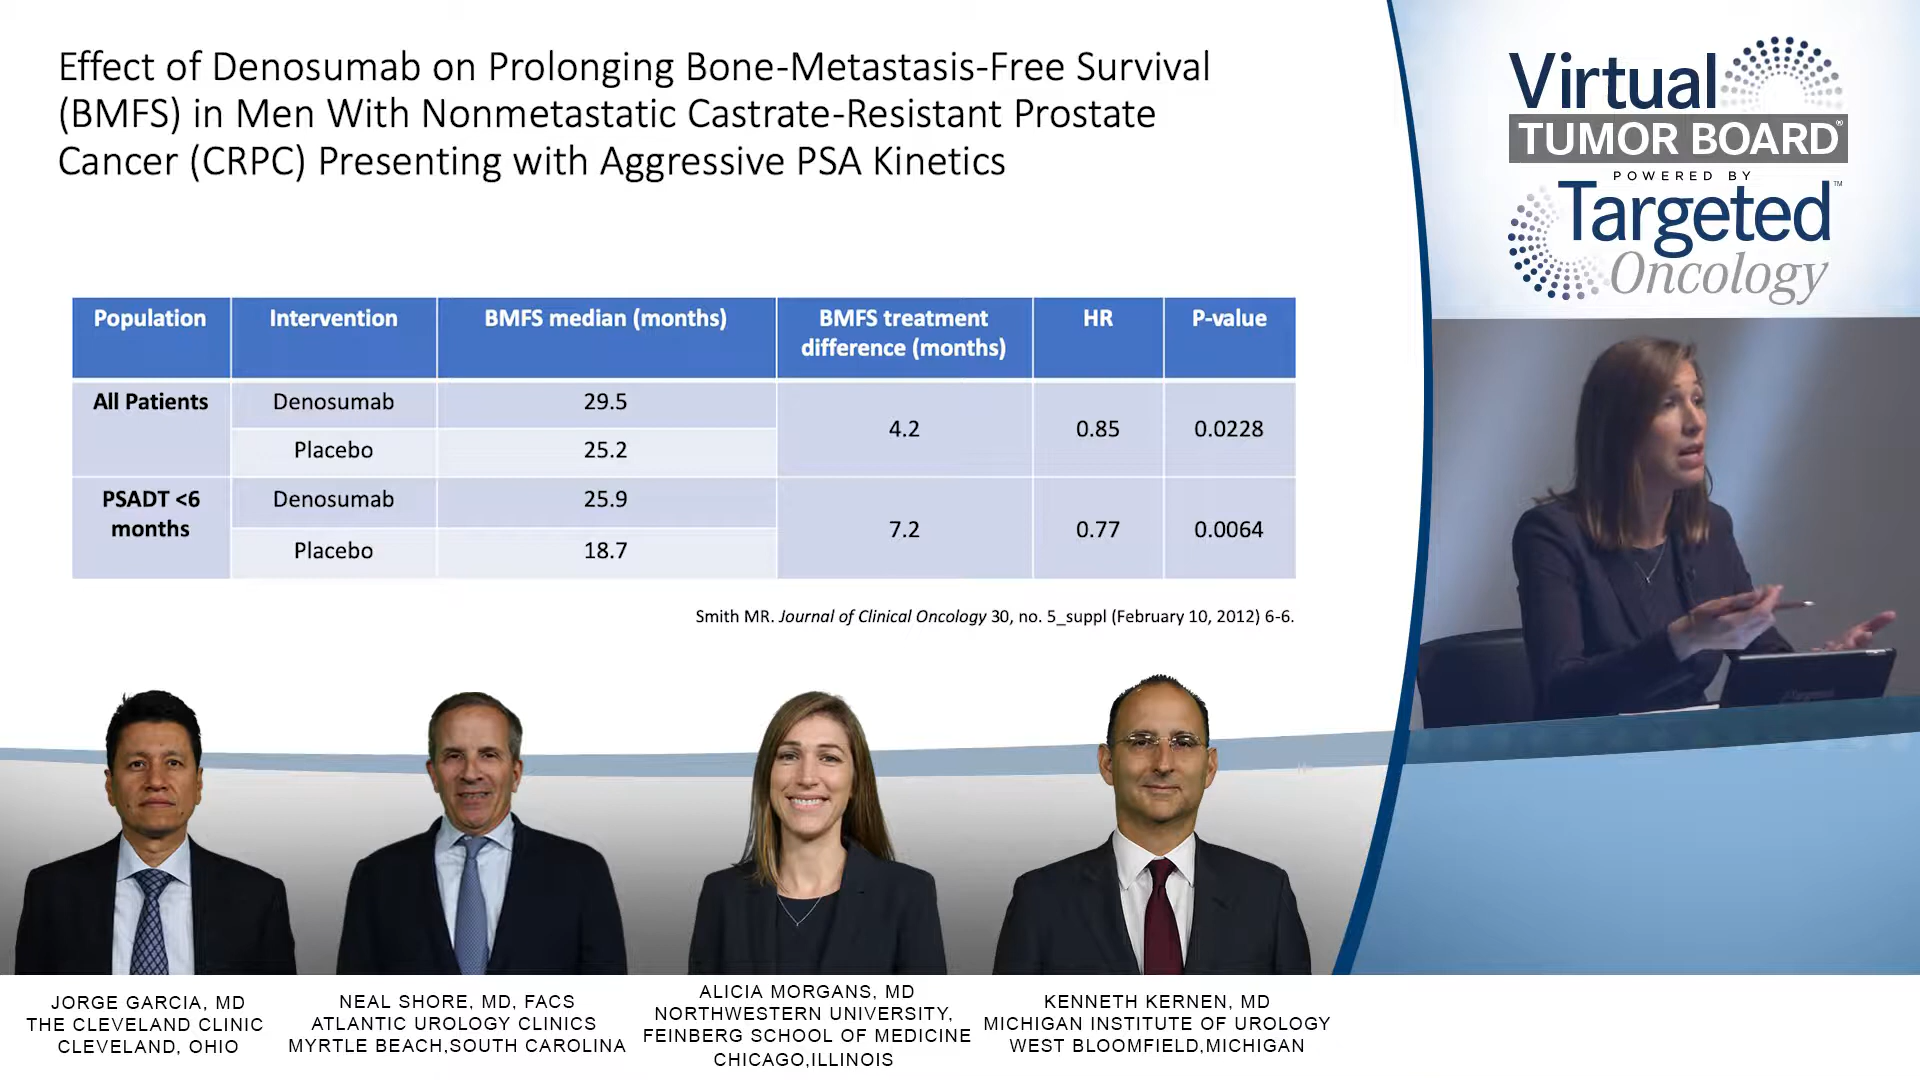 Effect of Denosumab on Prolonging Bone-Metastasis-Free Survival
(BMFS) in Men With Nonmetastatic Castrate-Resistant Prostate
Cancer (CRPC) Presenting with Aggressive PSA Kinetics
Population Intervention BMFS median (months) BMFS treatment difference (months) HR P-value
All Patients Denosumab 29.5 4.2 0.85 0.0228
Placebo 25.2
PSADT <6 months Denosumab 25.9 7.2 0.77 0.0064
Placebo 18.7
Smith MR. Journal of Clinical Oncology 30, no. 5_suppl (February 10, 2012) 6-6.
Virtual
TUMOR BOARD®
POWERED BY
Targeted™
Oncology
JORGE GARCIA, MD
THE CLEVELAND CLINIC
CLEVELAND, OHIO
NEAL SHORE, MD, FACS
ATLANTIC UROLOGY CLINICS
MYRTLE BEACH,SOUTH CAROLINA
ALICIA MORGANS, MD
NORTHWESTERN UNIVERSITY,
FEINBERG SCHOOL OF MEDICINE
CHICAGO,ILLINOIS
KENNETH KERNEN, MD
MICHIGAN INSTITUTE OF UROLOGY
WEST BLOOMFIELD,MICHIGAN